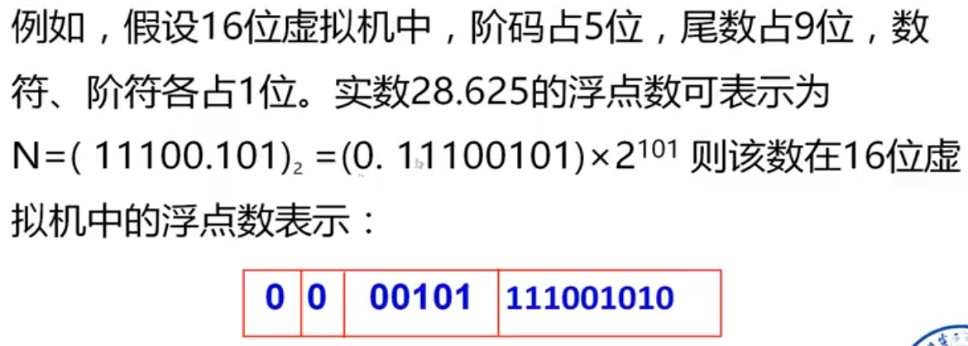 例如，假设16位虚拟机中，阶码占5位，尾数占9位，数
符、阶符各占1位。实数28.625的浮点数可表示为
N=( 11100.101)₂ =(0. 11100101)×2¹⁰¹ 则该数在16位虚
拟机中的浮点数表示：
0 0 00101 111001010